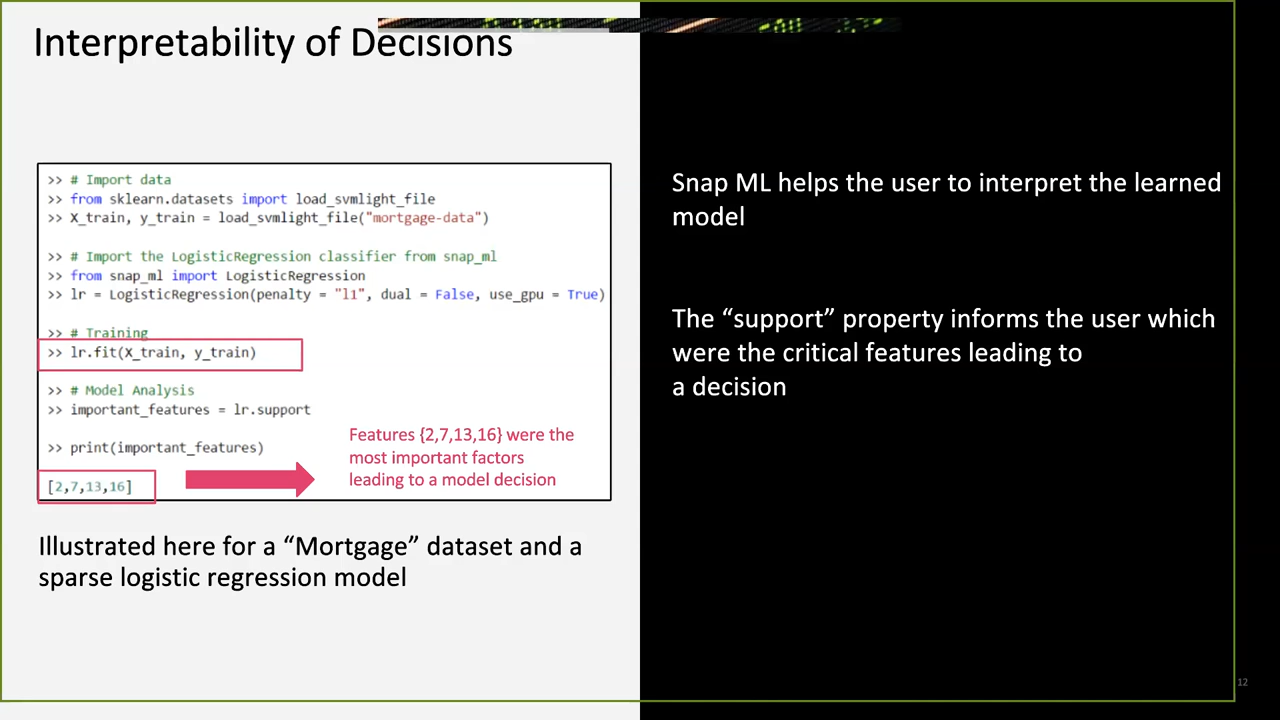 Interpretability of Decisions
>> # Import data
>> from sklearn.datasets import load_svmlight_file
>> X_train, y_train = load_svmlight_file("mortgage-data")
>> # Import the LogisticRegression classifier from snap_ml
>> from snap_ml import LogisticRegression
>> lr = LogisticRegression(penalty = "l1", dual = False, use_gpu = True)
>> # Training
>> lr.fit(X_train, y_train)
>> # Model Analysis
>> important_features = lr.support
>> print(important_features)
[2,7,13,16]
Features {2,7,13,16} were the
most important factors
leading to a model decision
Illustrated here for a “Mortgage” dataset and a
sparse logistic regression model
Snap ML helps the user to interpret the learned
model
The “support” property informs the user which
were the critical features leading to
a decision
12